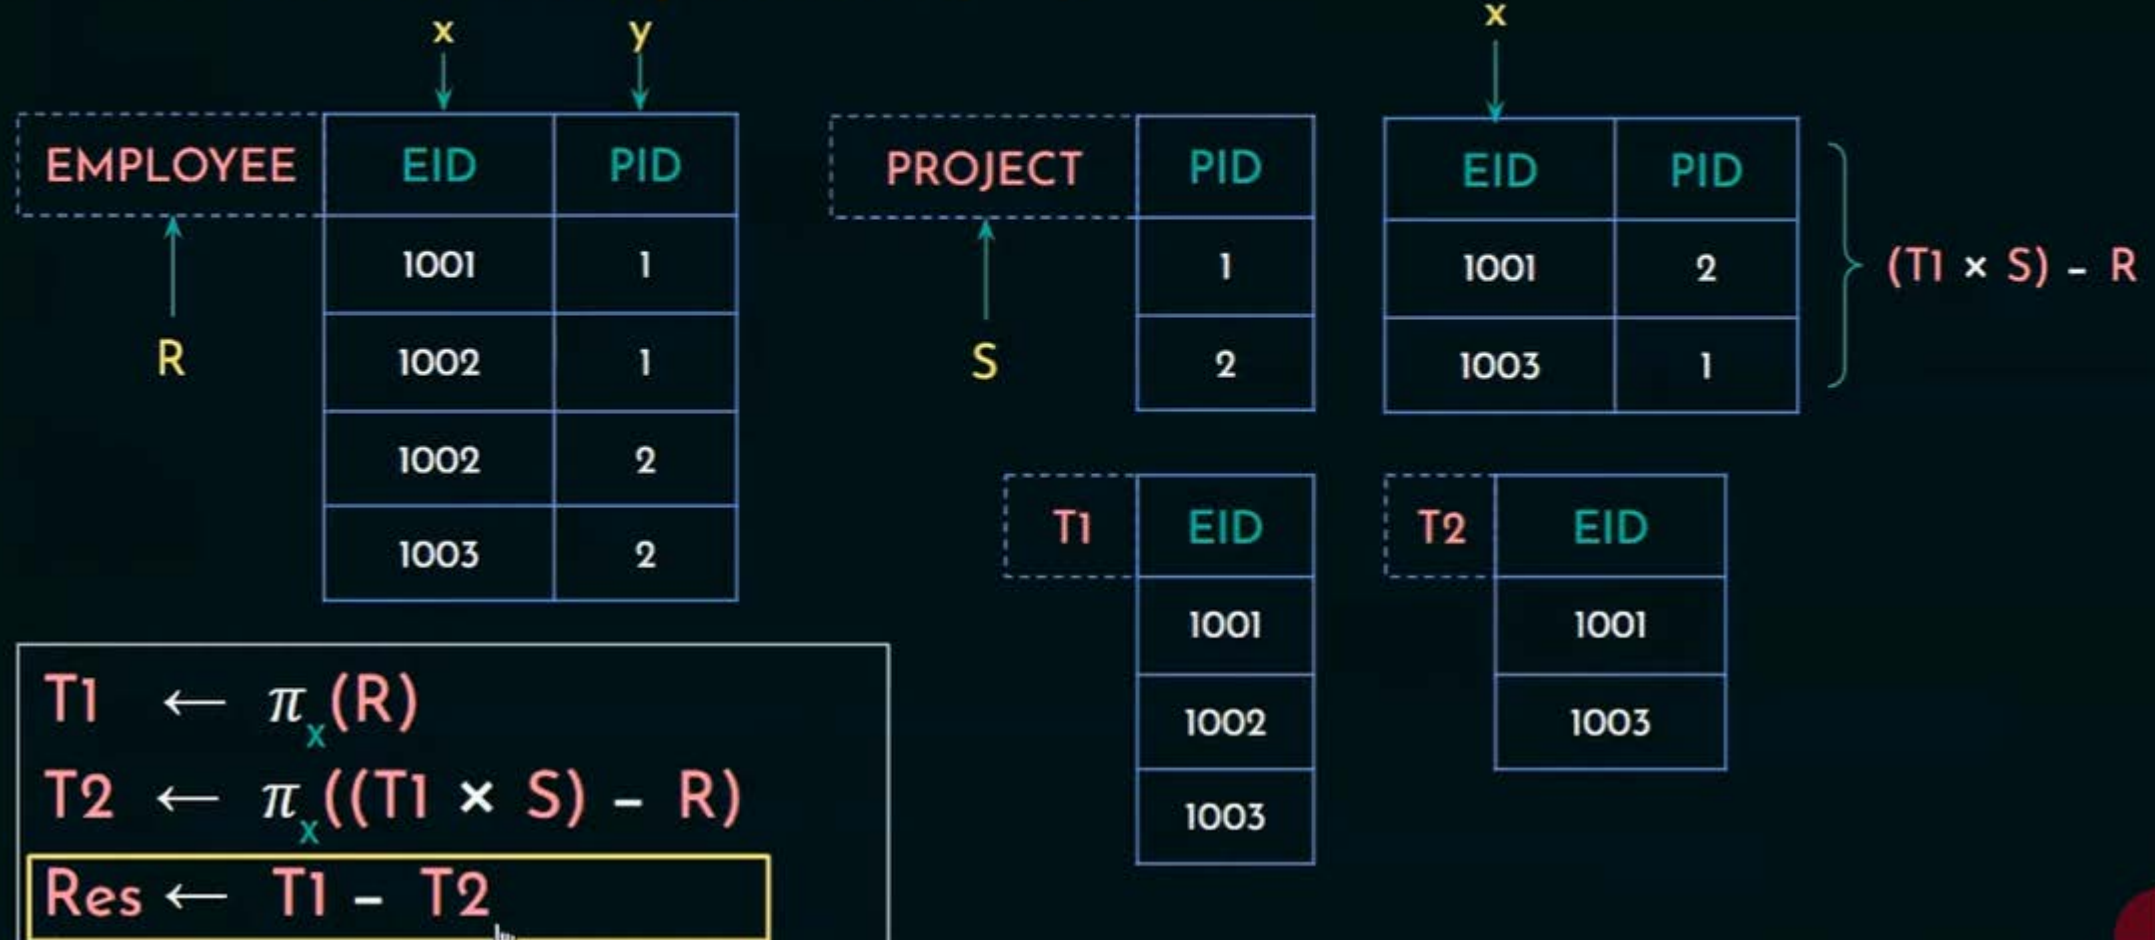 x y
x
EMPLOYEE EID PID
1001 1
1002 1
1002 2
1003 2
R
PROJECT PID
1
2
S
EID PID
1001 2
1003 1
(T1 × S) – R
T1 EID
1001
1002
1003
T2 EID
1001
1003
T1 ← π x (R)
T2 ← π x ((T1 × S) – R)
Res ← T1 – T2